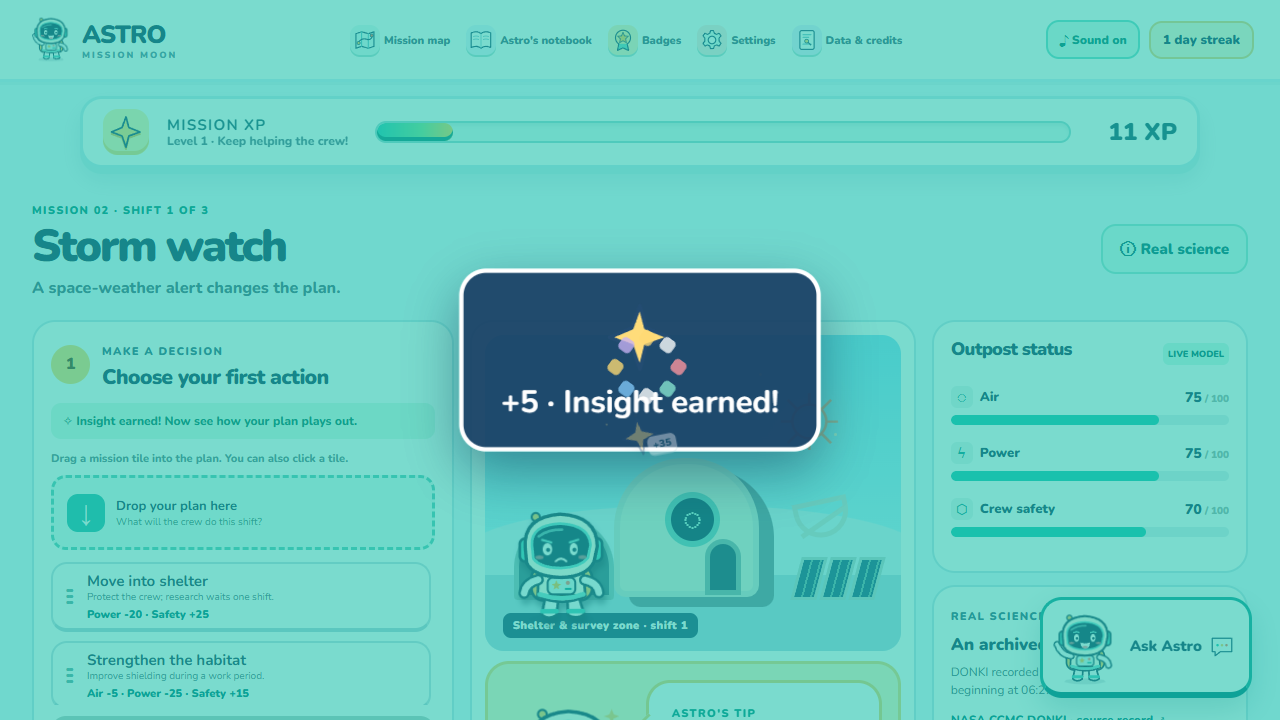 ASTRO
MISSION MOON
Mission map
Astro's notebook
Badges
Settings
Data & credits
Sound on
1 day streak
MISSION XP
Level 1 · Keep helping the crew!
11 XP
MISSION 02 · SHIFT 1 OF 3
Storm watch
A space-weather alert changes the plan.
Real science
1
MAKE A DECISION
Choose your first action
Insight earned! Now see how your plan plays out.
Drag a mission tile into the plan. You can also click a tile.
Drop your plan here
What will the crew do this shift?
Move into shelter
Protect the crew; research waits one shift.
Power -20 · Safety +25
Strengthen the habitat
Improve shielding during a work period.
Air -5 · Power -25 · Safety +15
+5 · Insight earned!
+35
Shelter & survey zone · shift 1
ASTRO'S TIP
Outpost status
LIVE MODEL
Air
75 / 100
Power
75 / 100
Crew safety
70 / 100
REAL SCIENCE
An archived
DONKI recorded
beginning at 06:2
NASA CCMC DONKI · source record
Ask Astro